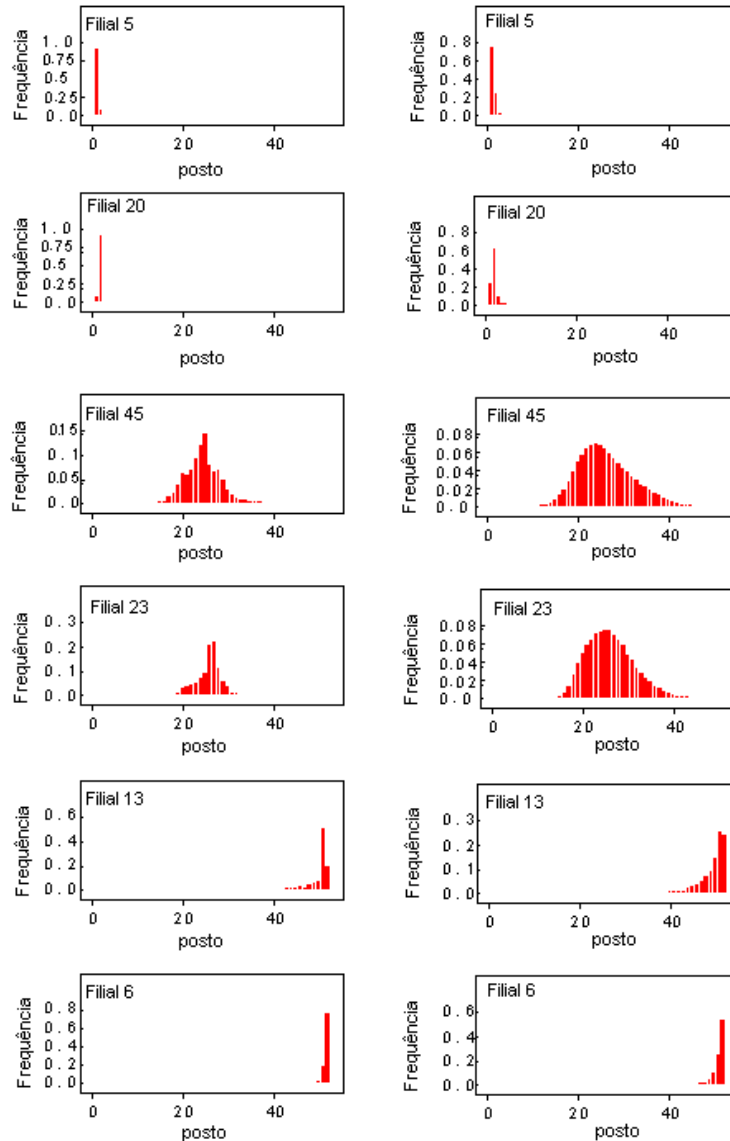 Filial 5
Frequência
1.0
0.75
0.5
0.25
0.0
0 20 40
posto
Filial 5
Frequência
0.8
0.6
0.4
0.2
0.0
0 20 40
posto
Filial 20
Frequência
1.0
0.75
0.5
0.25
0.0
0 20 40
posto
Filial 20
Frequência
0.8
0.6
0.4
0.2
0.0
0 20 40
posto
Filial 45
Frequência
0.15
0.1
0.05
0.0
0 20 40
posto
Filial 45
Frequência
0.08
0.06
0.04
0.02
0.0
0 20 40
posto
Filial 23
Frequência
0.3
0.2
0.1
0.0
0 20 40
posto
Filial 23
Frequência
0.08
0.06
0.04
0.02
0.0
0 20 40
posto
Filial 13
Frequência
0.6
0.4
0.2
0.0
0 20 40
posto
Filial 13
Frequência
0.3
0.2
0.1
0.0
0 20 40
posto
Filial 6
Frequência
0.8
0.6
0.4
0.2
0.0
0 20 40
posto
Filial 6
Frequência
0.6
0.4
0.2
0.0
0 20 40
posto